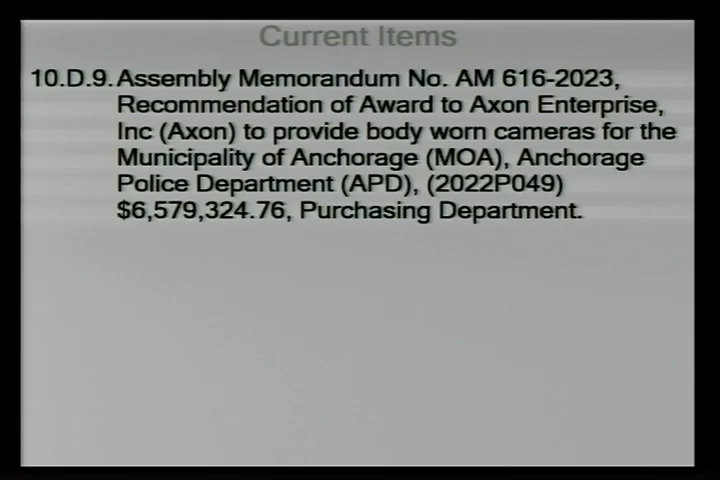 Current Items
10.D.9. Assembly Memorandum No. AM 616-2023,
Recommendation of Award to Axon Enterprise,
Inc (Axon) to provide body worn cameras for the
Municipality of Anchorage (MOA), Anchorage
Police Department (APD), (2022P049)
$6,579,324.76, Purchasing Department.